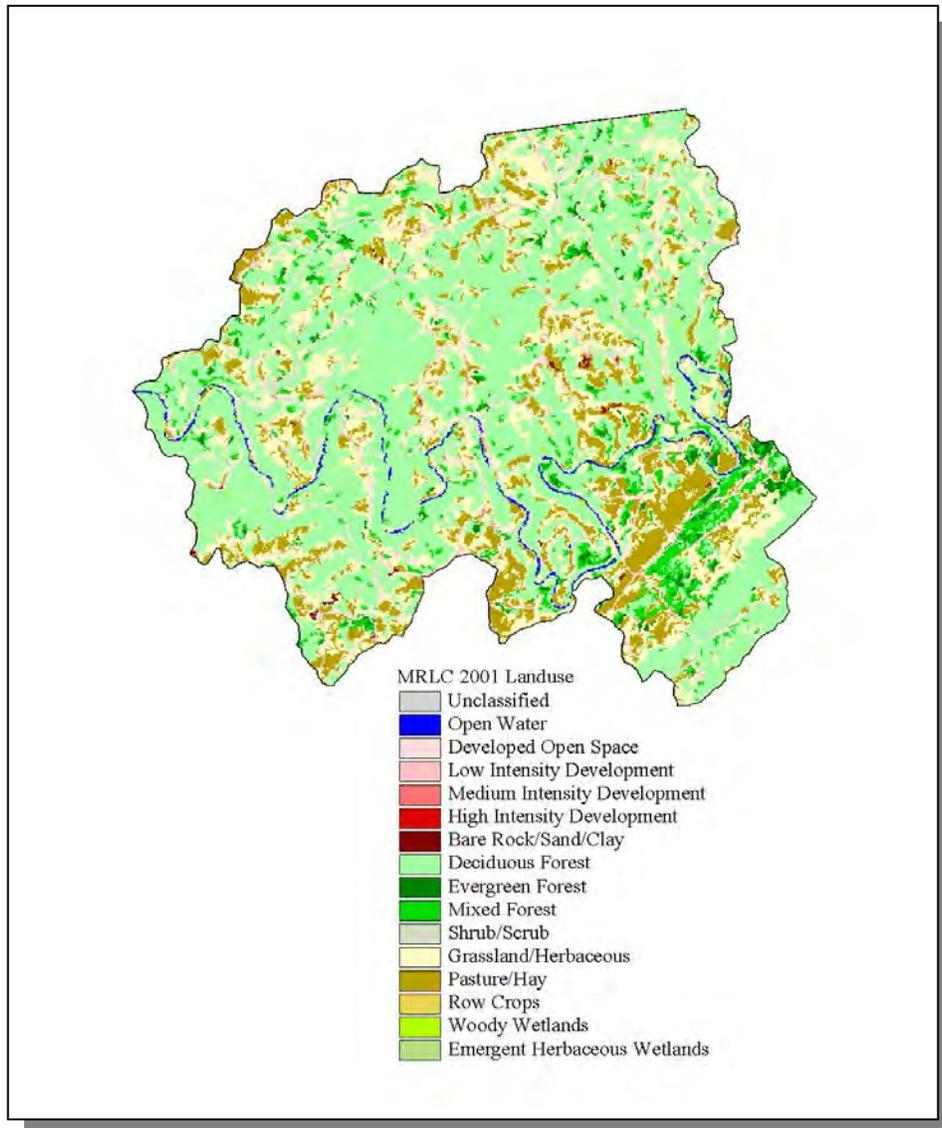 MRLC 2001 Landuse
Unclassified
Open Water
Developed Open Space
Low Intensity Development
Medium Intensity Development
High Intensity Development
Bare Rock/Sand/Clay
Deciduous Forest
Evergreen Forest
Mixed Forest
Shrub/Scrub
Grassland/Herbaceous
Pasture/Hay
Row Crops
Woody Wetlands
Emergent Herbaceous Wetlands